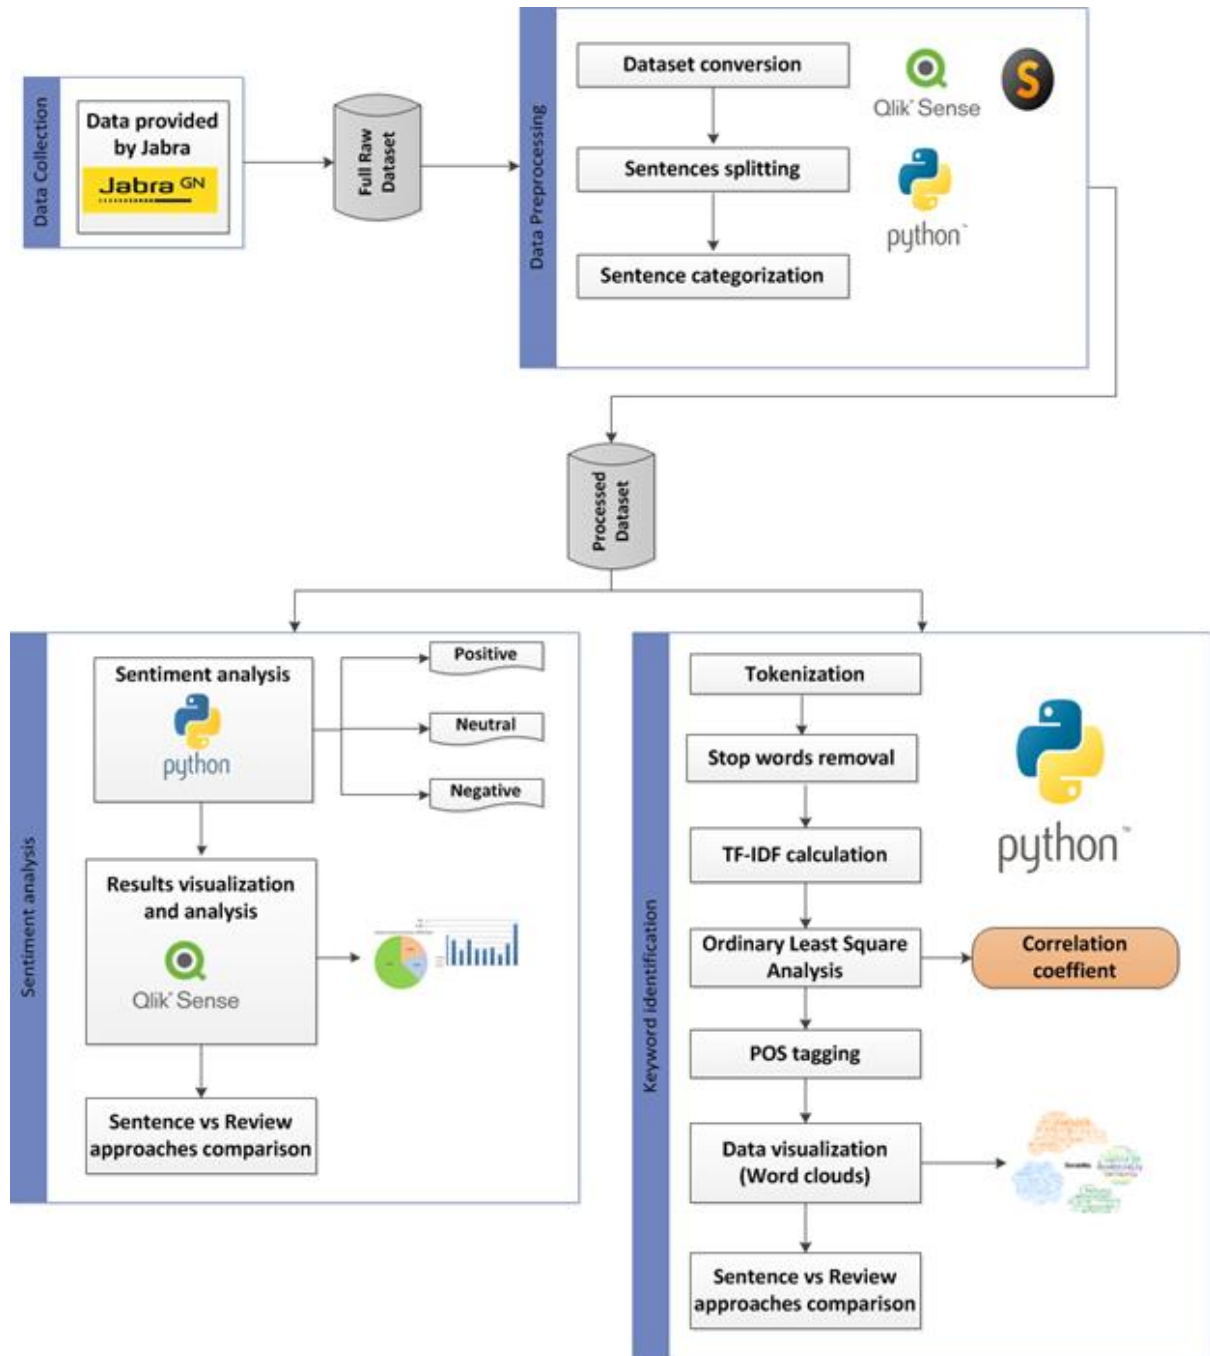 Data Collection
Data provided
by Jabra
Jabra GN
Full Raw
Dataset
Data Preprocessing
Dataset conversion
Sentences splitting
Sentence categorization
Qlik Sense
S
python™
Processed
Dataset
Sentiment analysis
Sentiment analysis
python
Positive
Neutral
Negative
Results visualization
and analysis
Qlik Sense
Sentence vs Review
approaches comparison
Keyword identification
Tokenization
Stop words removal
TF-IDF calculation
Ordinary Least Square
Analysis
Correlation
coeffient
POS tagging
Data visualization
(Word clouds)
Sentence vs Review
approaches comparison
python™